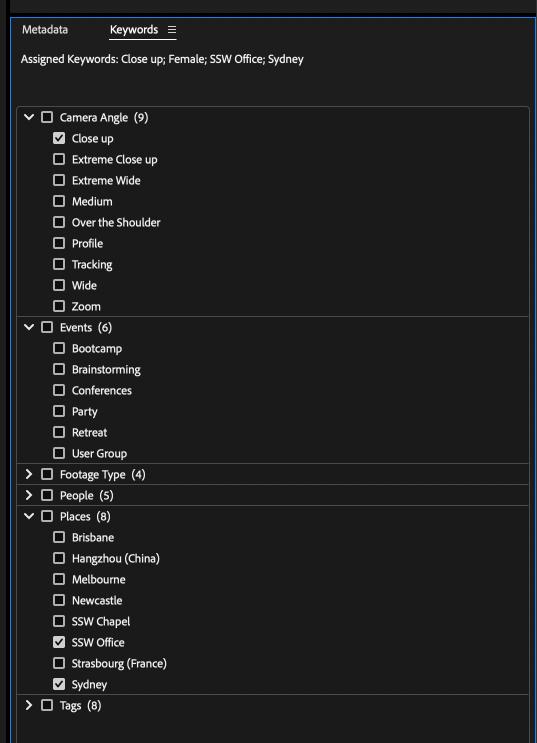 Metadata Keywords
Assigned Keywords: Close up; Female; SSW Office; Sydney
Camera Angle (9)
Close up
Extreme Close up
Extreme Wide
Medium
Over the Shoulder
Profile
Tracking
Wide
Zoom
Events (6)
Bootcamp
Brainstorming
Conferences
Party
Retreat
User Group
Footage Type (4)
People (5)
Places (8)
Brisbane
Hangzhou (China)
Melbourne
Newcastle
SSW Chapel
SSW Office
Strasbourg (France)
Sydney
Tags (8)